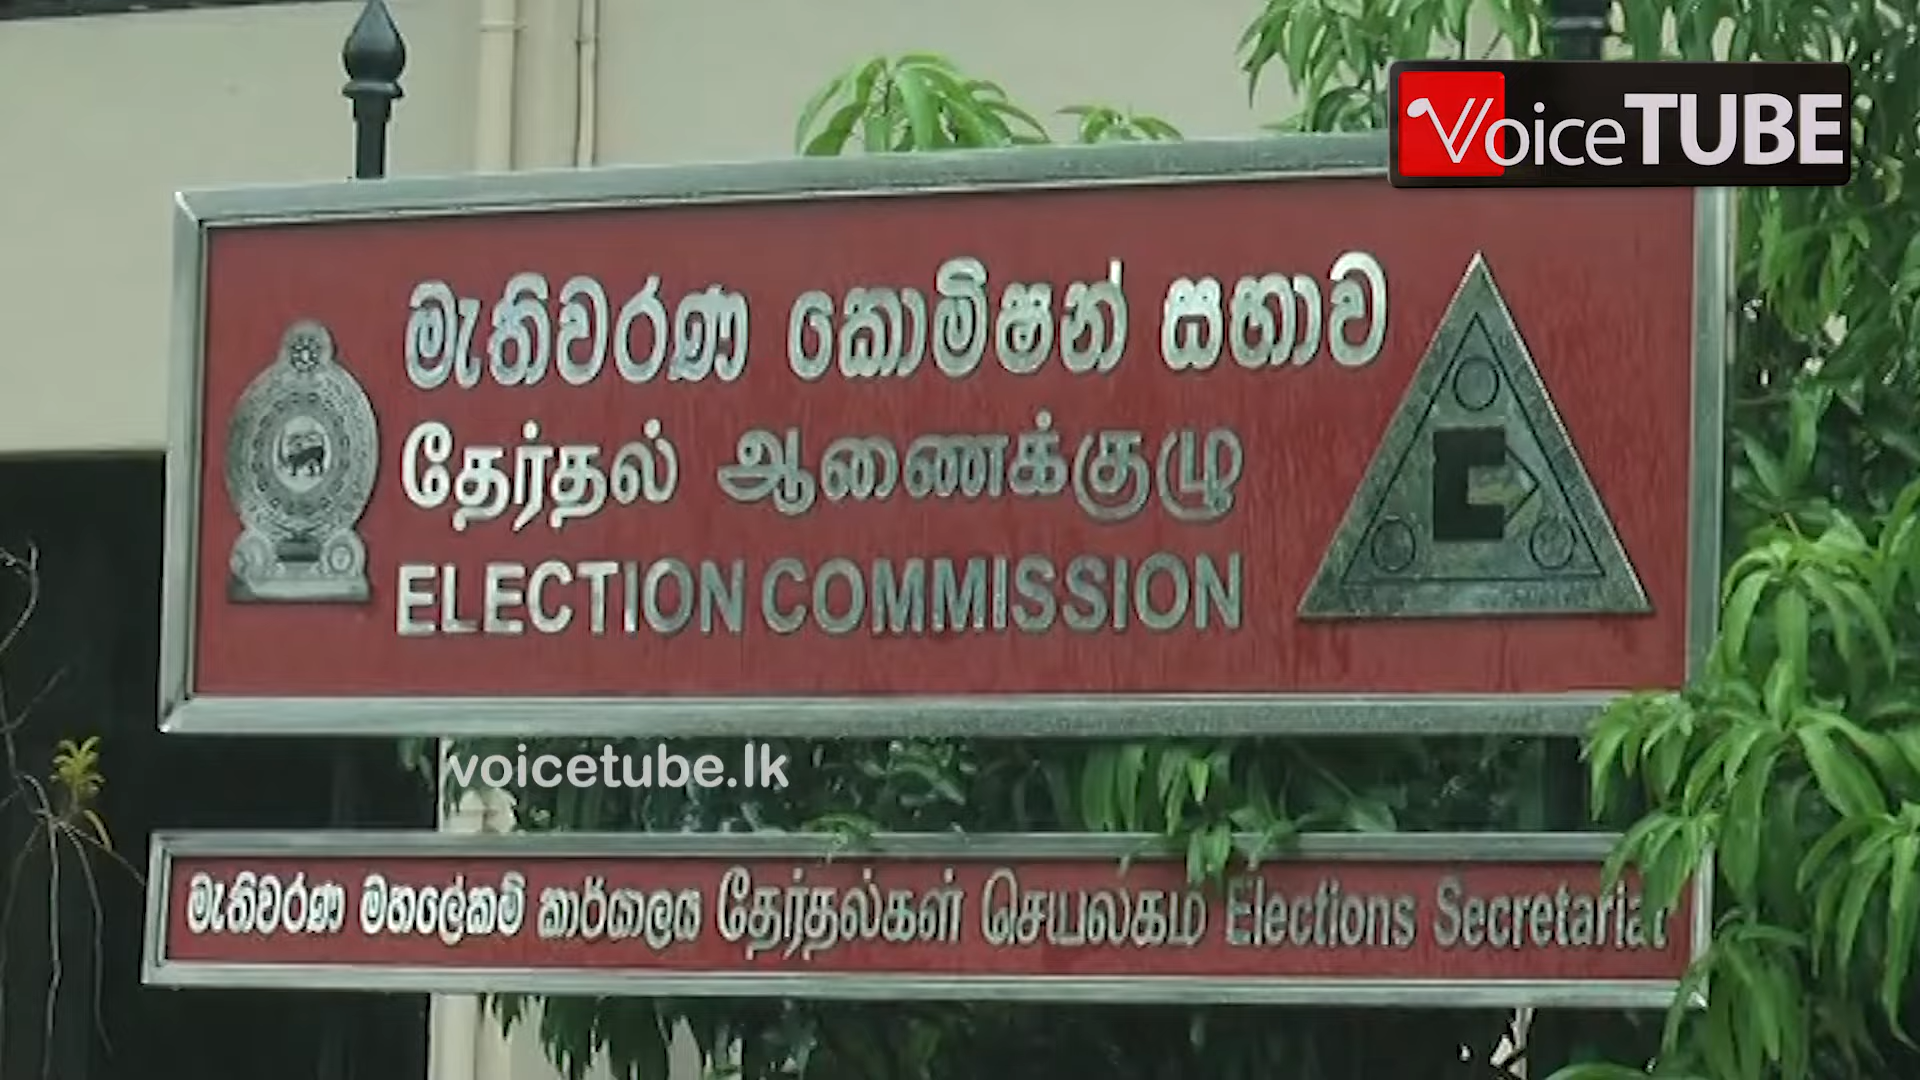 VoiceTUBE
මැතිවරණ කොමිෂන් සභාව
தேர்தல் ஆணைக்குழு
ELECTION COMMISSION
voicetube.lk
මැතිවරණ මහලේකම් කාර්යාලය தேர்தல்கள் செயலகம் Elections Secretariat